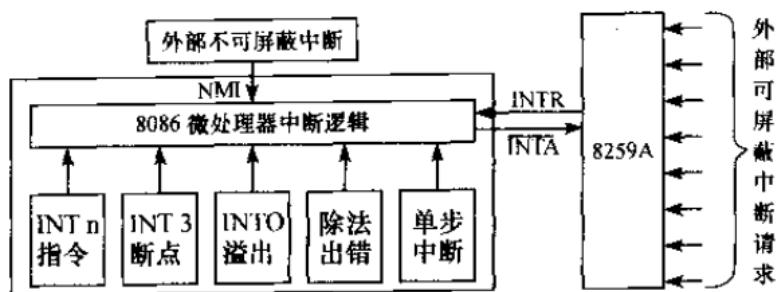 外部不可屏蔽中断
NMI
8086 微处理器中断逻辑
INTR
INTA
8259A
INT n
指令
INT 3
断点
INTO
溢出
除法
出错
单步
中断
外部可屏蔽中断请求